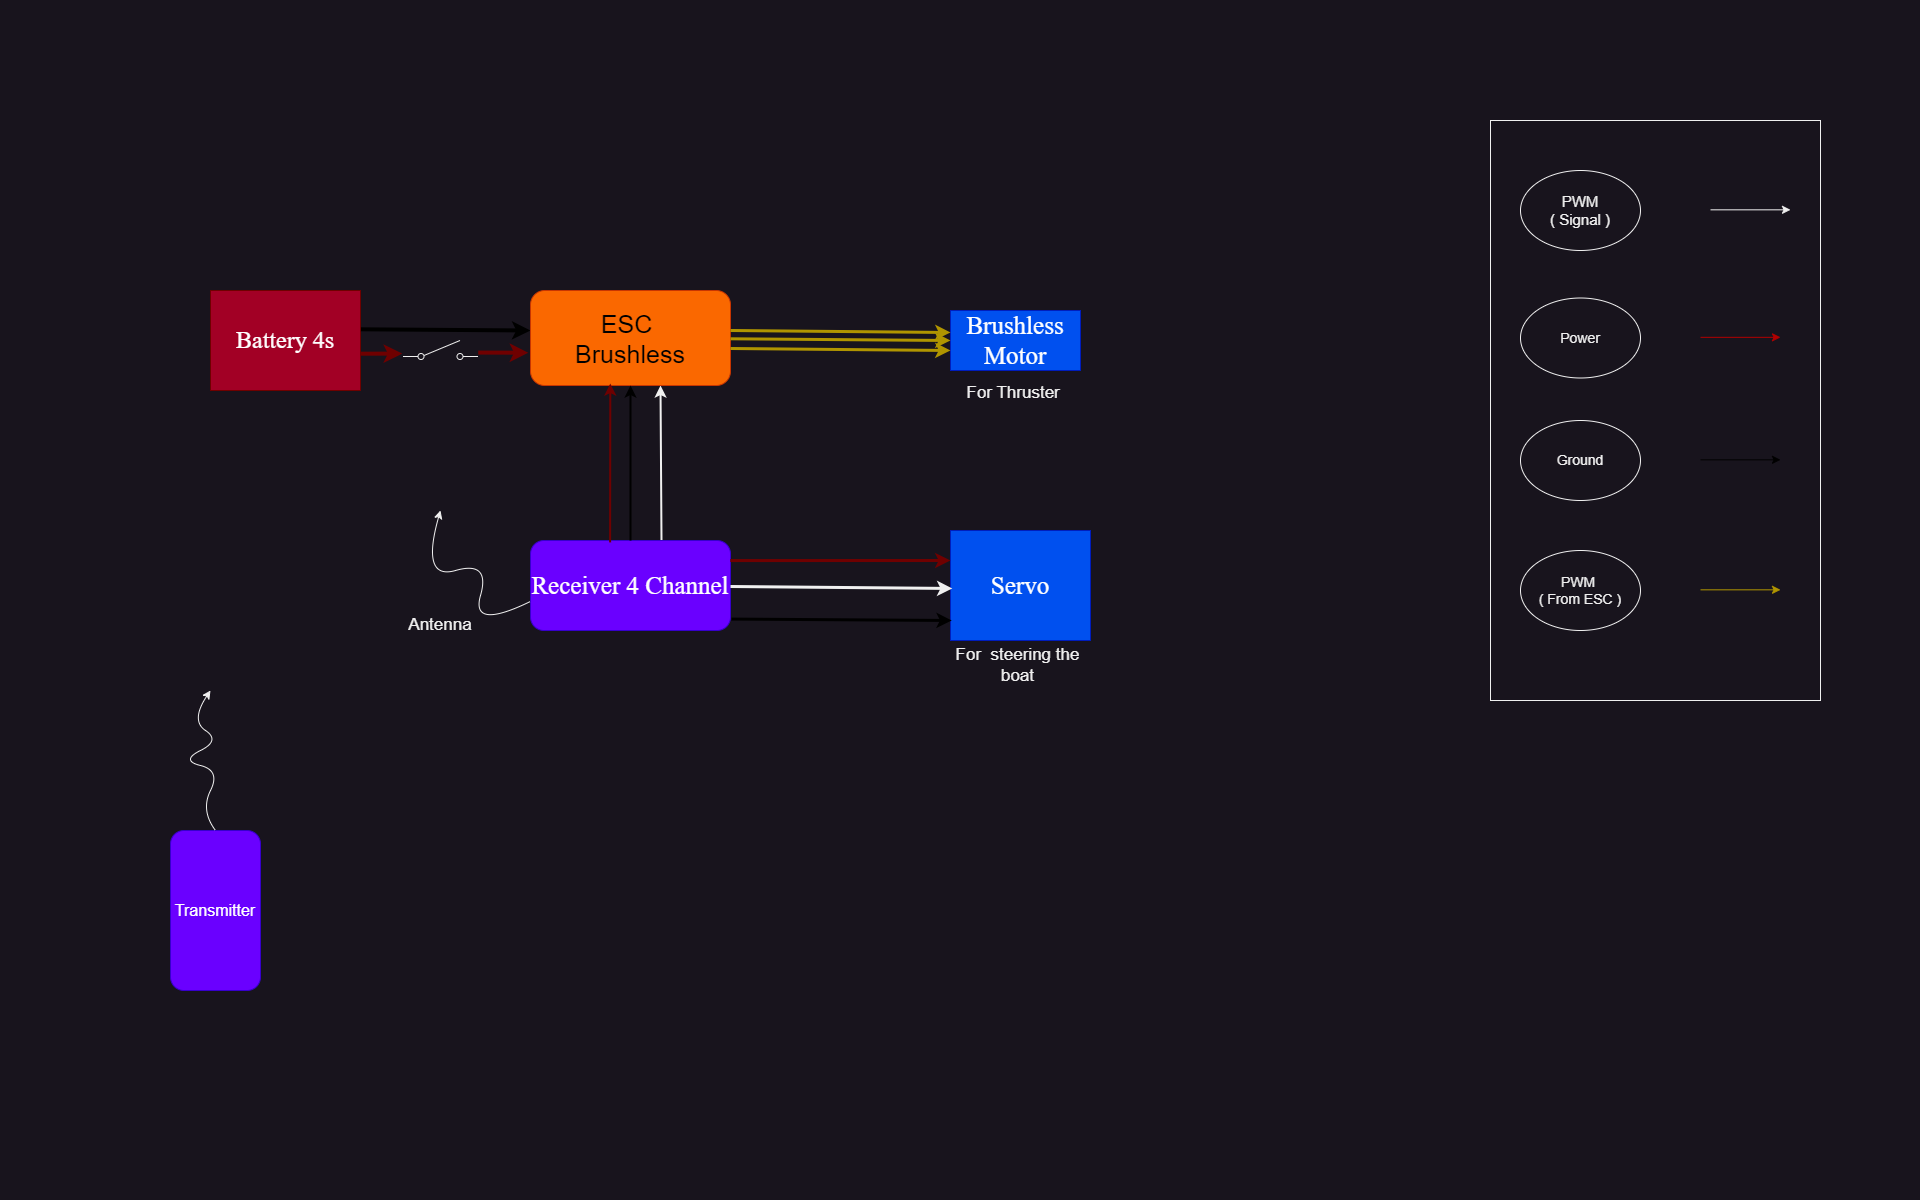 Battery 4s
ESC
Brushless
Brushless
Motor
For Thruster
Receiver 4 Channel
Antenna
Servo
For  steering the
boat
Transmitter
PWM
( Signal )
Power
Ground
PWM
( From ESC )